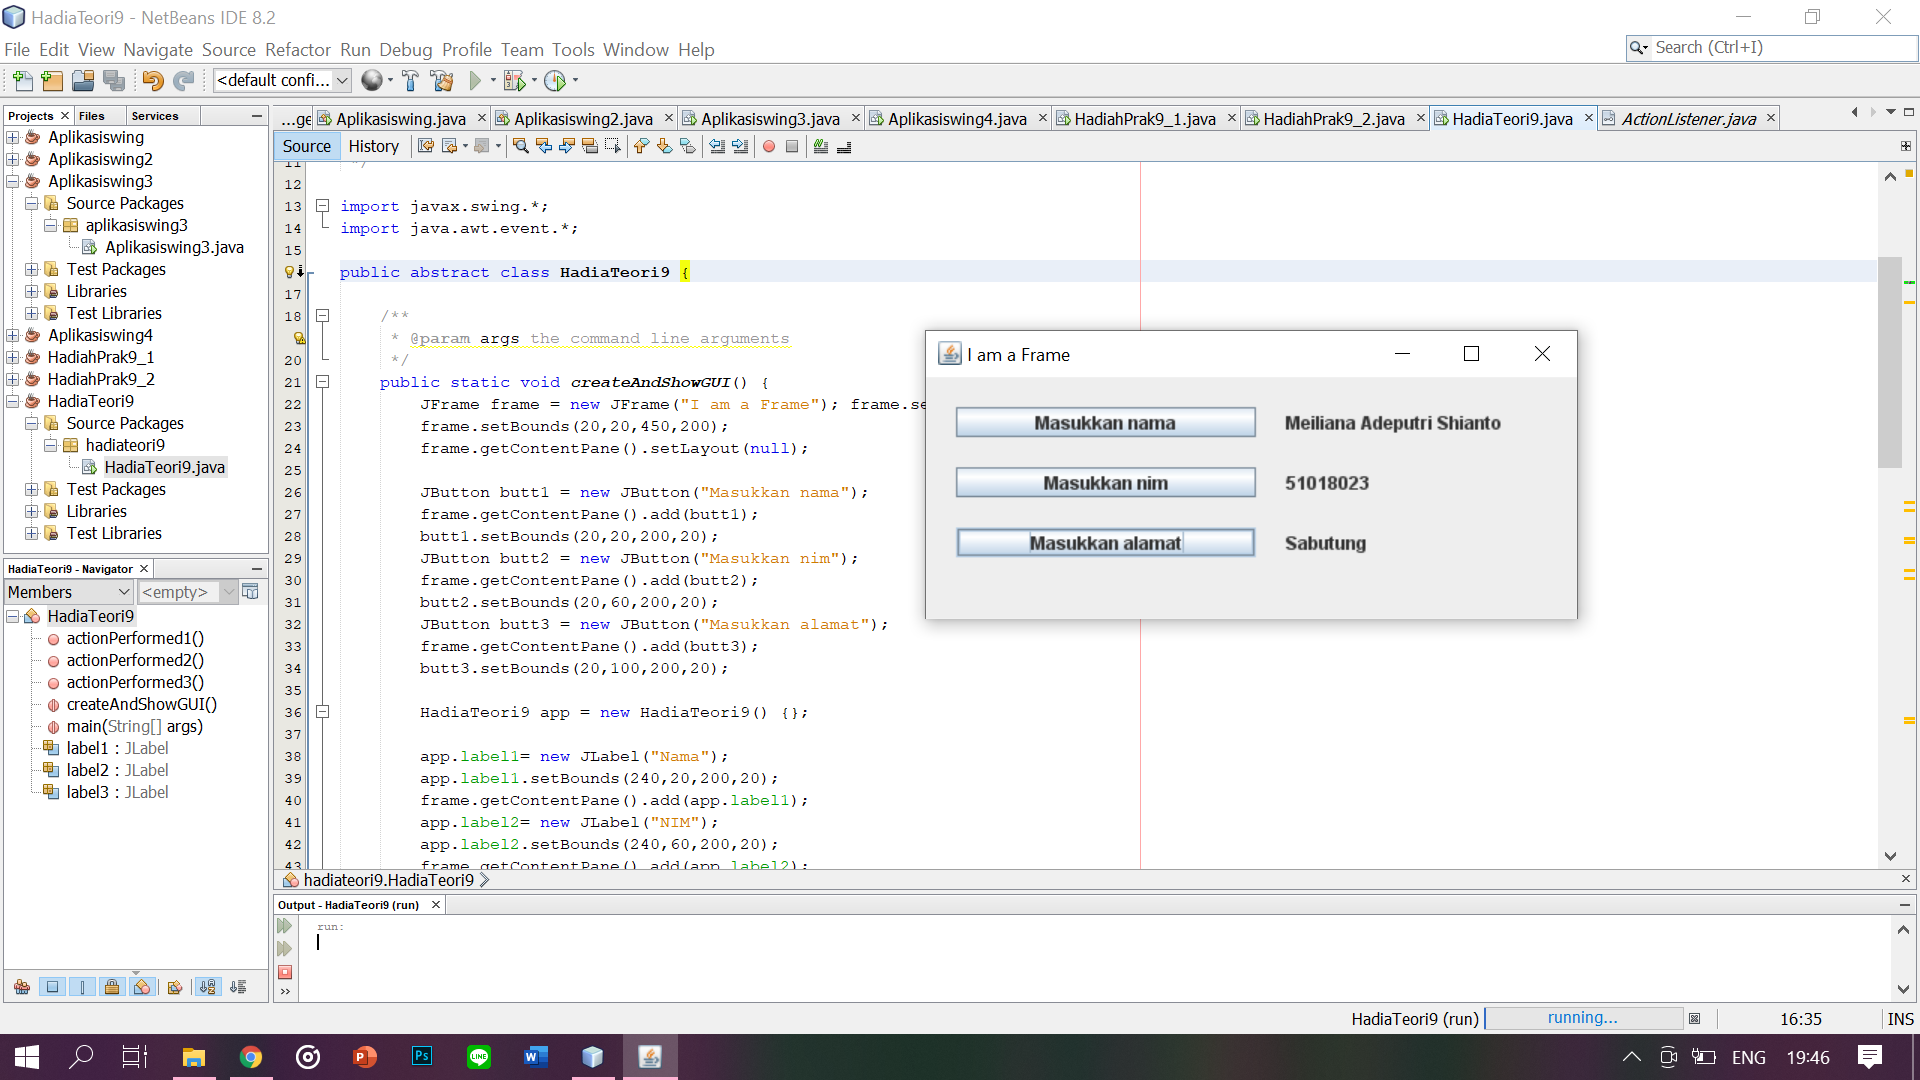 HadiaTeori9 - NetBeans IDE 8.2
File Edit View Navigate Source Refactor Run Debug Profile Team Tools Window Help
Search (Ctrl+I)
<default confi...
Projects
Files
Services
Aplikasiswing
Aplikasiswing2
Aplikasiswing3
Source Packages
aplikasiswing3
Aplikasiswing3.java
Test Packages
Libraries
Test Libraries
Aplikasiswing4
HadiahPrak9_1
HadiahPrak9_2
HadiaTeori9
Source Packages
hadiateori9
HadiaTeori9.java
Test Packages
Libraries
Test Libraries
HadiaTeori9 - Navigator
Members
<empty>
HadiaTeori9
actionPerformed1()
actionPerformed2()
actionPerformed3()
createAndShowGUI()
main(String[] args)
label1 : JLabel
label2 : JLabel
label3 : JLabel
...ge Aplikasiswing.java Aplikasiswing2.java Aplikasiswing3.java Aplikasiswing4.java HadiahPrak9_1.java HadiahPrak9_2.java HadiaTeori9.java ActionListener.java
Source History
11 */
12
13 import javax.swing.*;
14 import java.awt.event.*;
15
public abstract class HadiaTeori9 {
17
18 /**
* @param args the command line arguments
20 */
21 public static void createAndShowGUI() {
22 JFrame frame = new JFrame("I am a Frame"); frame.se
23 frame.setBounds(20,20,450,200);
24 frame.getContentPane().setLayout(null);
25
26 JButton butt1 = new JButton("Masukkan nama");
27 frame.getContentPane().add(butt1);
28 butt1.setBounds(20,20,200,20);
29 JButton butt2 = new JButton("Masukkan nim");
30 frame.getContentPane().add(butt2);
31 butt2.setBounds(20,60,200,20);
32 JButton butt3 = new JButton("Masukkan alamat");
33 frame.getContentPane().add(butt3);
34 butt3.setBounds(20,100,200,20);
35
36 HadiaTeori9 app = new HadiaTeori9() {};
37
38 app.label1= new JLabel("Nama");
39 app.label1.setBounds(240,20,200,20);
40 frame.getContentPane().add(app.label1);
41 app.label2= new JLabel("NIM");
42 app.label2.setBounds(240,60,200,20);
43 frame.getContentPane().add(app.label2);
I am a Frame
Masukkan nama Meiliana Adeputri Shianto
Masukkan nim 51018023
Masukkan alamat Sabutung
hadiateori9.HadiaTeori9
Output - HadiaTeori9 (run)
run:
HadiaTeori9 (run) running... 16:35 INS
ENG 19:46